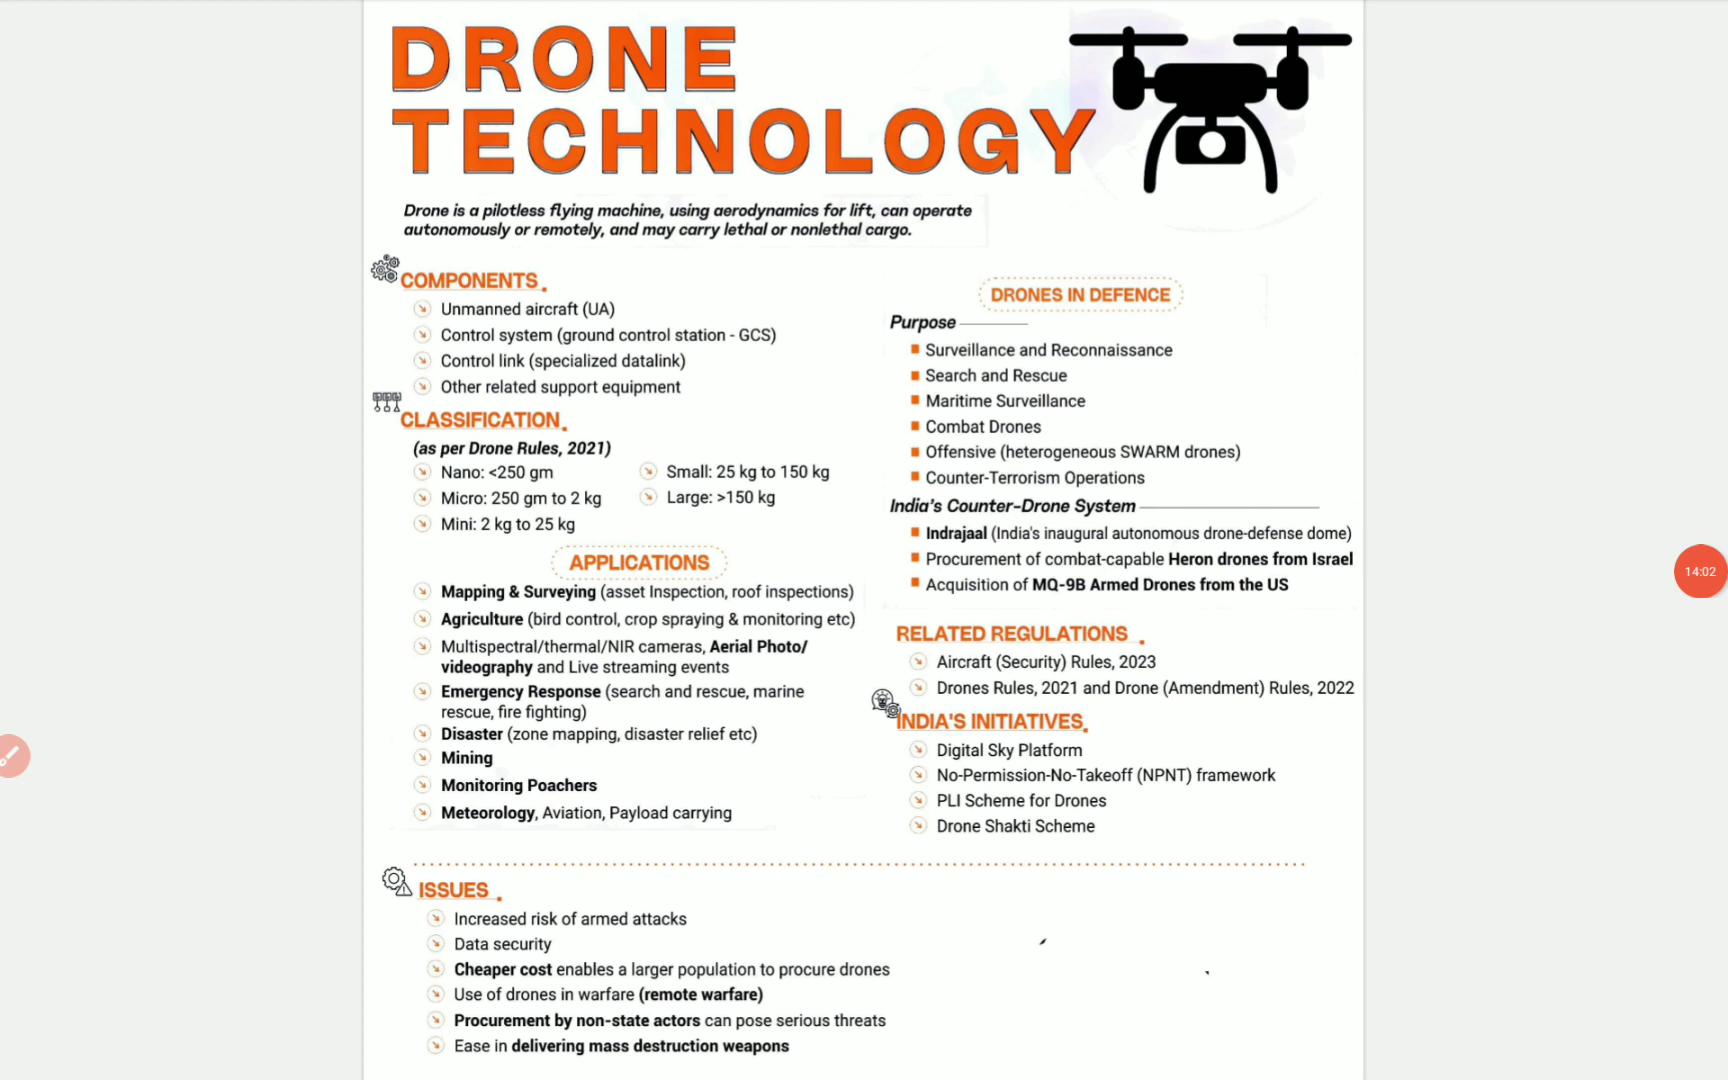 DRONE
TECHNOLOGY
Drone is a pilotless flying machine, using aerodynamics for lift, can operate
autonomously or remotely, and may carry lethal or nonlethal cargo.
COMPONENTS
Unmanned aircraft (UA)
Control system (ground control station - GCS)
Control link (specialized datalink)
Other related support equipment
CLASSIFICATION
(as per Drone Rules, 2021)
Nano: <250 gm
Micro: 250 gm to 2 kg
Mini: 2 kg to 25 kg
Small: 25 kg to 150 kg
Large: >150 kg
APPLICATIONS
Mapping & Surveying (asset Inspection, roof inspections)
Agriculture (bird control, crop spraying & monitoring etc)
Multispectral/thermal/NIR cameras, Aerial Photo/
videography and Live streaming events
Emergency Response (search and rescue, marine
rescue, fire fighting)
Disaster (zone mapping, disaster relief etc)
Mining
Monitoring Poachers
Meteorology, Aviation, Payload carrying
DRONES IN DEFENCE
Purpose
Surveillance and Reconnaissance
Search and Rescue
Maritime Surveillance
Combat Drones
Offensive (heterogeneous SWARM drones)
Counter-Terrorism Operations
India's Counter-Drone System
Indrajaal (India's inaugural autonomous drone-defense dome)
Procurement of combat-capable Heron drones from Israel
Acquisition of MQ-9B Armed Drones from the US
RELATED REGULATIONS
Aircraft (Security) Rules, 2023
Drones Rules, 2021 and Drone (Amendment) Rules, 2022
INDIA'S INITIATIVES
Digital Sky Platform
No-Permission-No-Takeoff (NPNT) framework
PLI Scheme for Drones
Drone Shakti Scheme
ISSUES
Increased risk of armed attacks
Data security
Cheaper cost enables a larger population to procure drones
Use of drones in warfare (remote warfare)
Procurement by non-state actors can pose serious threats
Ease in delivering mass destruction weapons
14:02